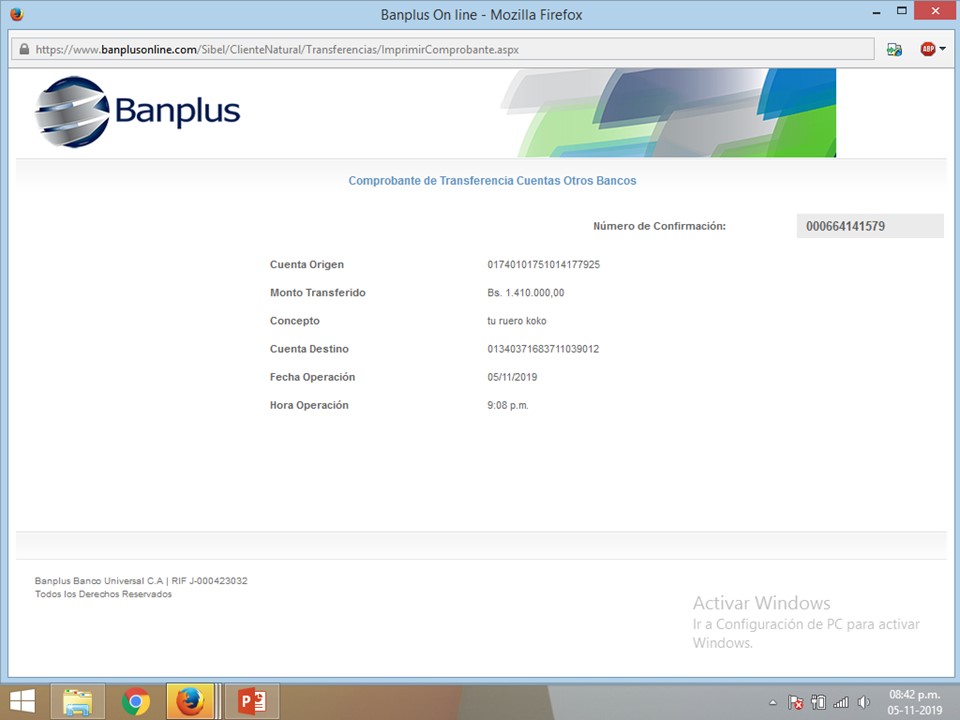 Banplus On line - Mozilla Firefox
https://www.banplusonline.com/Sibel/ClienteNatural/Transferencias/ImprimirComprobante.aspx
ABP
Banplus
Comprobante de Transferencia Cuentas Otros Bancos
Número de Confirmación: 000664141579
Cuenta Origen 01740101751014177925
Monto Transferido Bs. 1.410.000,00
Concepto tu ruero koko
Cuenta Destino 01340371683711039012
Fecha Operación 05/11/2019
Hora Operación 9:08 p.m.
Banplus Banco Universal C.A | RIF J-000423032
Todos los Derechos Reservados
Activar Windows
Ir a Configuración de PC para activar
Windows.
08:42 p.m.
05-11-2019